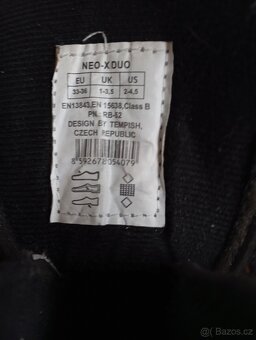 NEO-X DUO
EU UK US
33-36 1-3,5 2-4,5
EN13843,EN 15638,Class B
PN.: RB-52
DESIGN BY TEMPISH,
CZECH REPUBLIC
8 592678 054079
Bazoš.cz